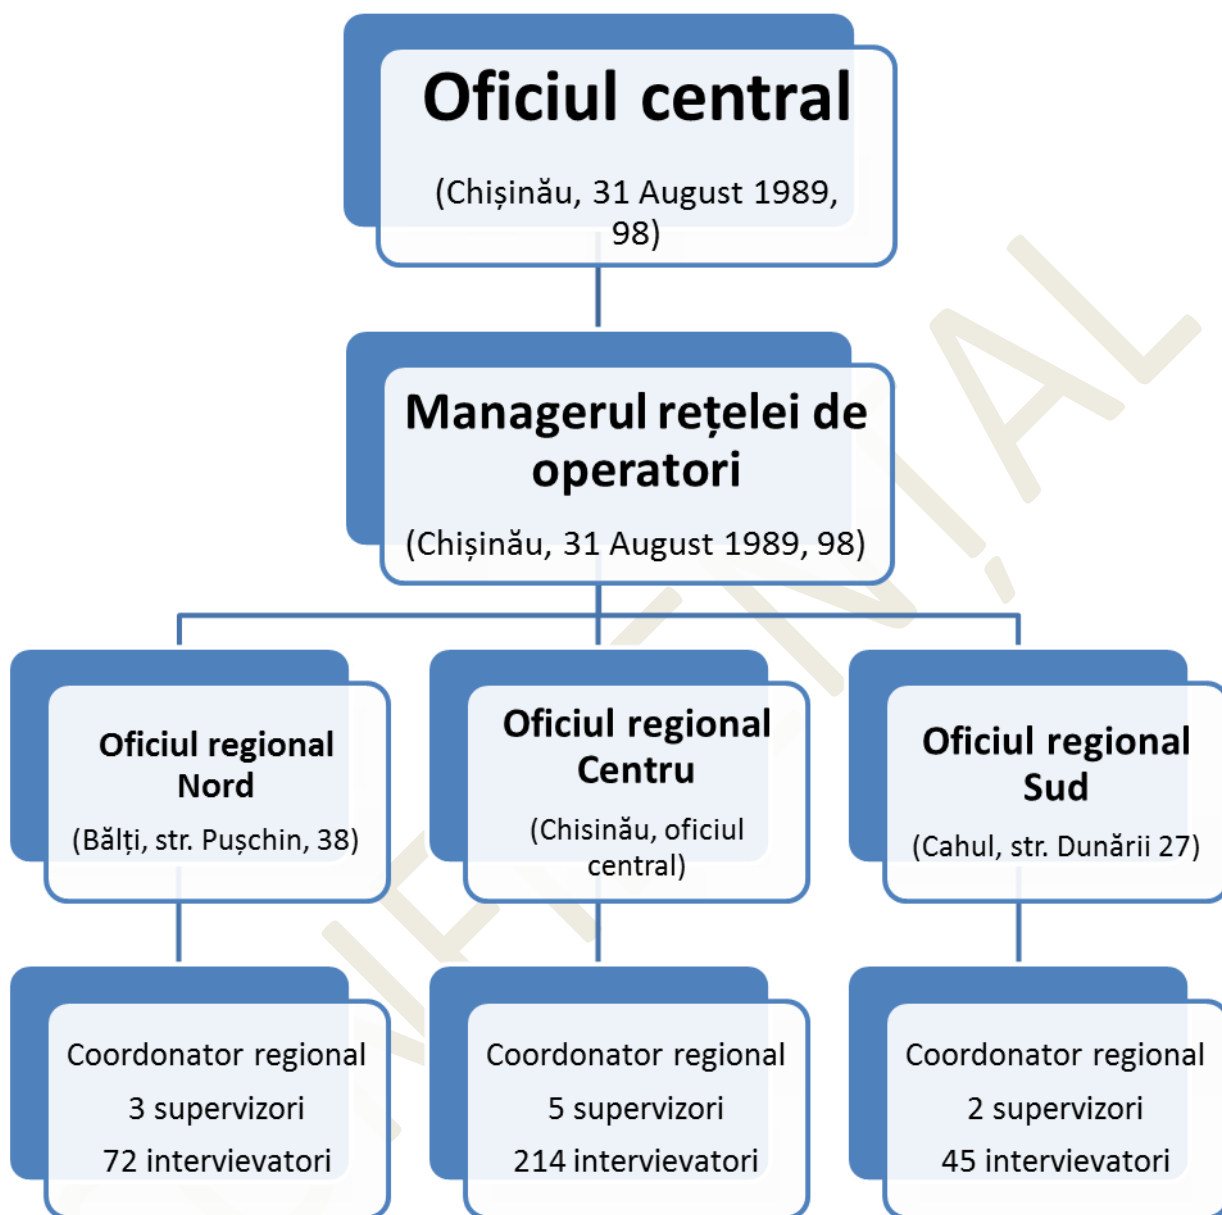 Oficiul central
(Chișinău, 31 August 1989,
98)
Managerul rețelei de
operatori
(Chișinău, 31 August 1989, 98)
Oficiul regional
Nord
(Bălți, str. Pușchin, 38)
Oficiul regional
Centru
(Chisinău, oficiul
central)
Oficiul regional
Sud
(Cahul, str. Dunării 27)
Coordonator regional
3 supervizori
72 intervievatori
Coordonator regional
5 supervizori
214 intervievatori
Coordonator regional
2 supervizori
45 intervievatori